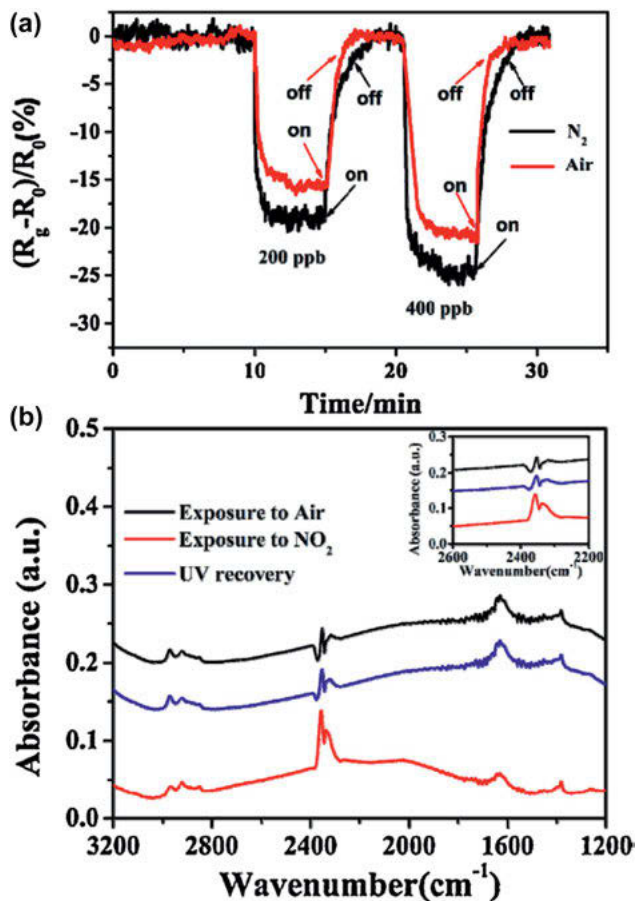 (a)
(R_g-R_0)/R_0(%)
0
-5
-10
-15
-20
-25
-30
off
off
off
off
on
on
on
on
N_2
Air
200 ppb
400 ppb
0 10 20 30
Time/min
(b)
Absorbance (a.u.)
0.5
0.4
0.3
0.2
0.1
0.0
Exposure to Air
Exposure to NO_2
UV recovery
Absorbance (a.u.)
0.3
0.2
0.1
0.0
2600 2400 2200
Wavenumber(cm^-1)
3200 2800 2400 2000 1600 1200
Wavenumber(cm^-1)